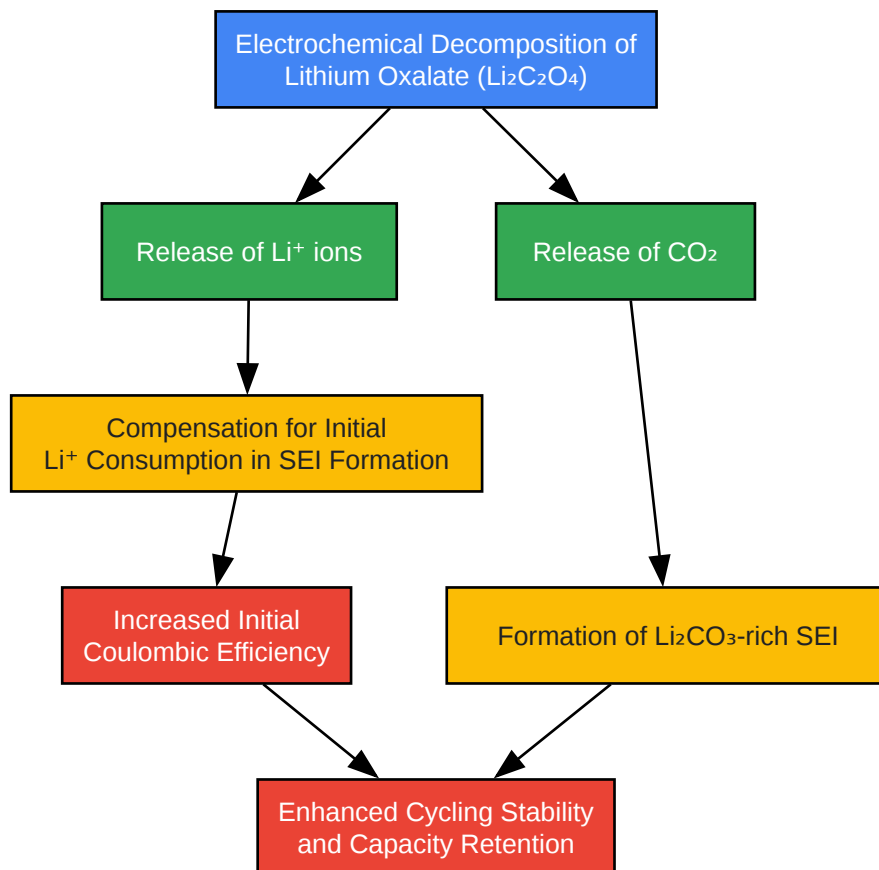 Electrochemical Decomposition of
Lithium Oxalate (Li₂C₂O₄)
Release of Li⁺ ions
Release of CO₂
Compensation for Initial
Li⁺ Consumption in SEI Formation
Increased Initial
Coulombic Efficiency
Formation of Li₂CO₃-rich SEI
Enhanced Cycling Stability
and Capacity Retention